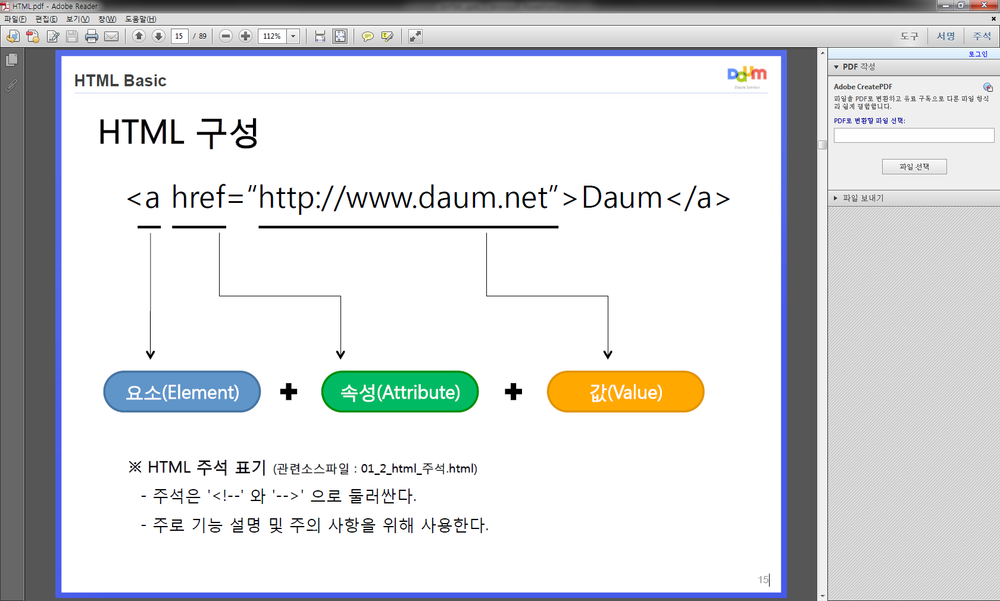 HTML.pdf - Adobe Reader
파일(F) 편집(E) 보기(V) 창(W) 도움말(H)
15 / 89 112% 도구 서명 주석
로그인
PDF 작성
Adobe CreatePDF
파일을 PDF로 변환하고 유료 구독으로 다른 파일 형식
과 쉽게 결합합니다.
PDF로 변환할 파일 선택:
파일 선택
파일 보내기
HTML Basic
Daum
Daum Service
HTML 구성
<a href=“http://www.daum.net”>Daum</a>
요소(Element) + 속성(Attribute) + 값(Value)
※ HTML 주석 표기 (관련소스파일 : 01_2_html_주석.html)
- 주석은 '<!--' 와 '-->' 으로 둘러싼다.
- 주로 기능 설명 및 주의 사항을 위해 사용한다.
15